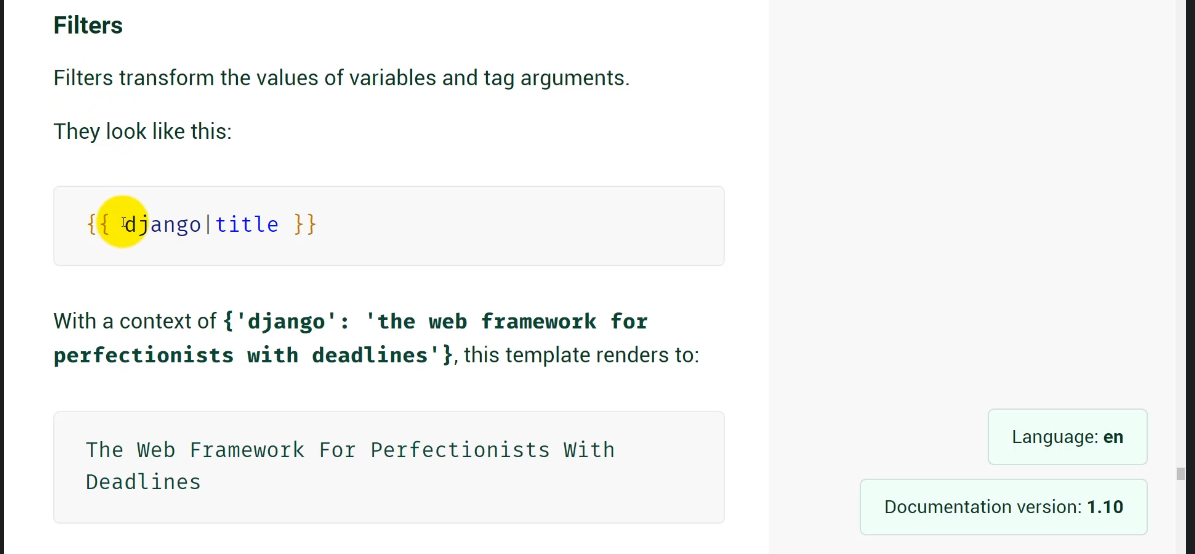 Filters
Filters transform the values of variables and tag arguments.
They look like this:
{{ django|title }}
With a context of {'django': 'the web framework for
perfectionists with deadlines'}, this template renders to:
The Web Framework For Perfectionists With
Deadlines
Language: en
Documentation version: 1.10